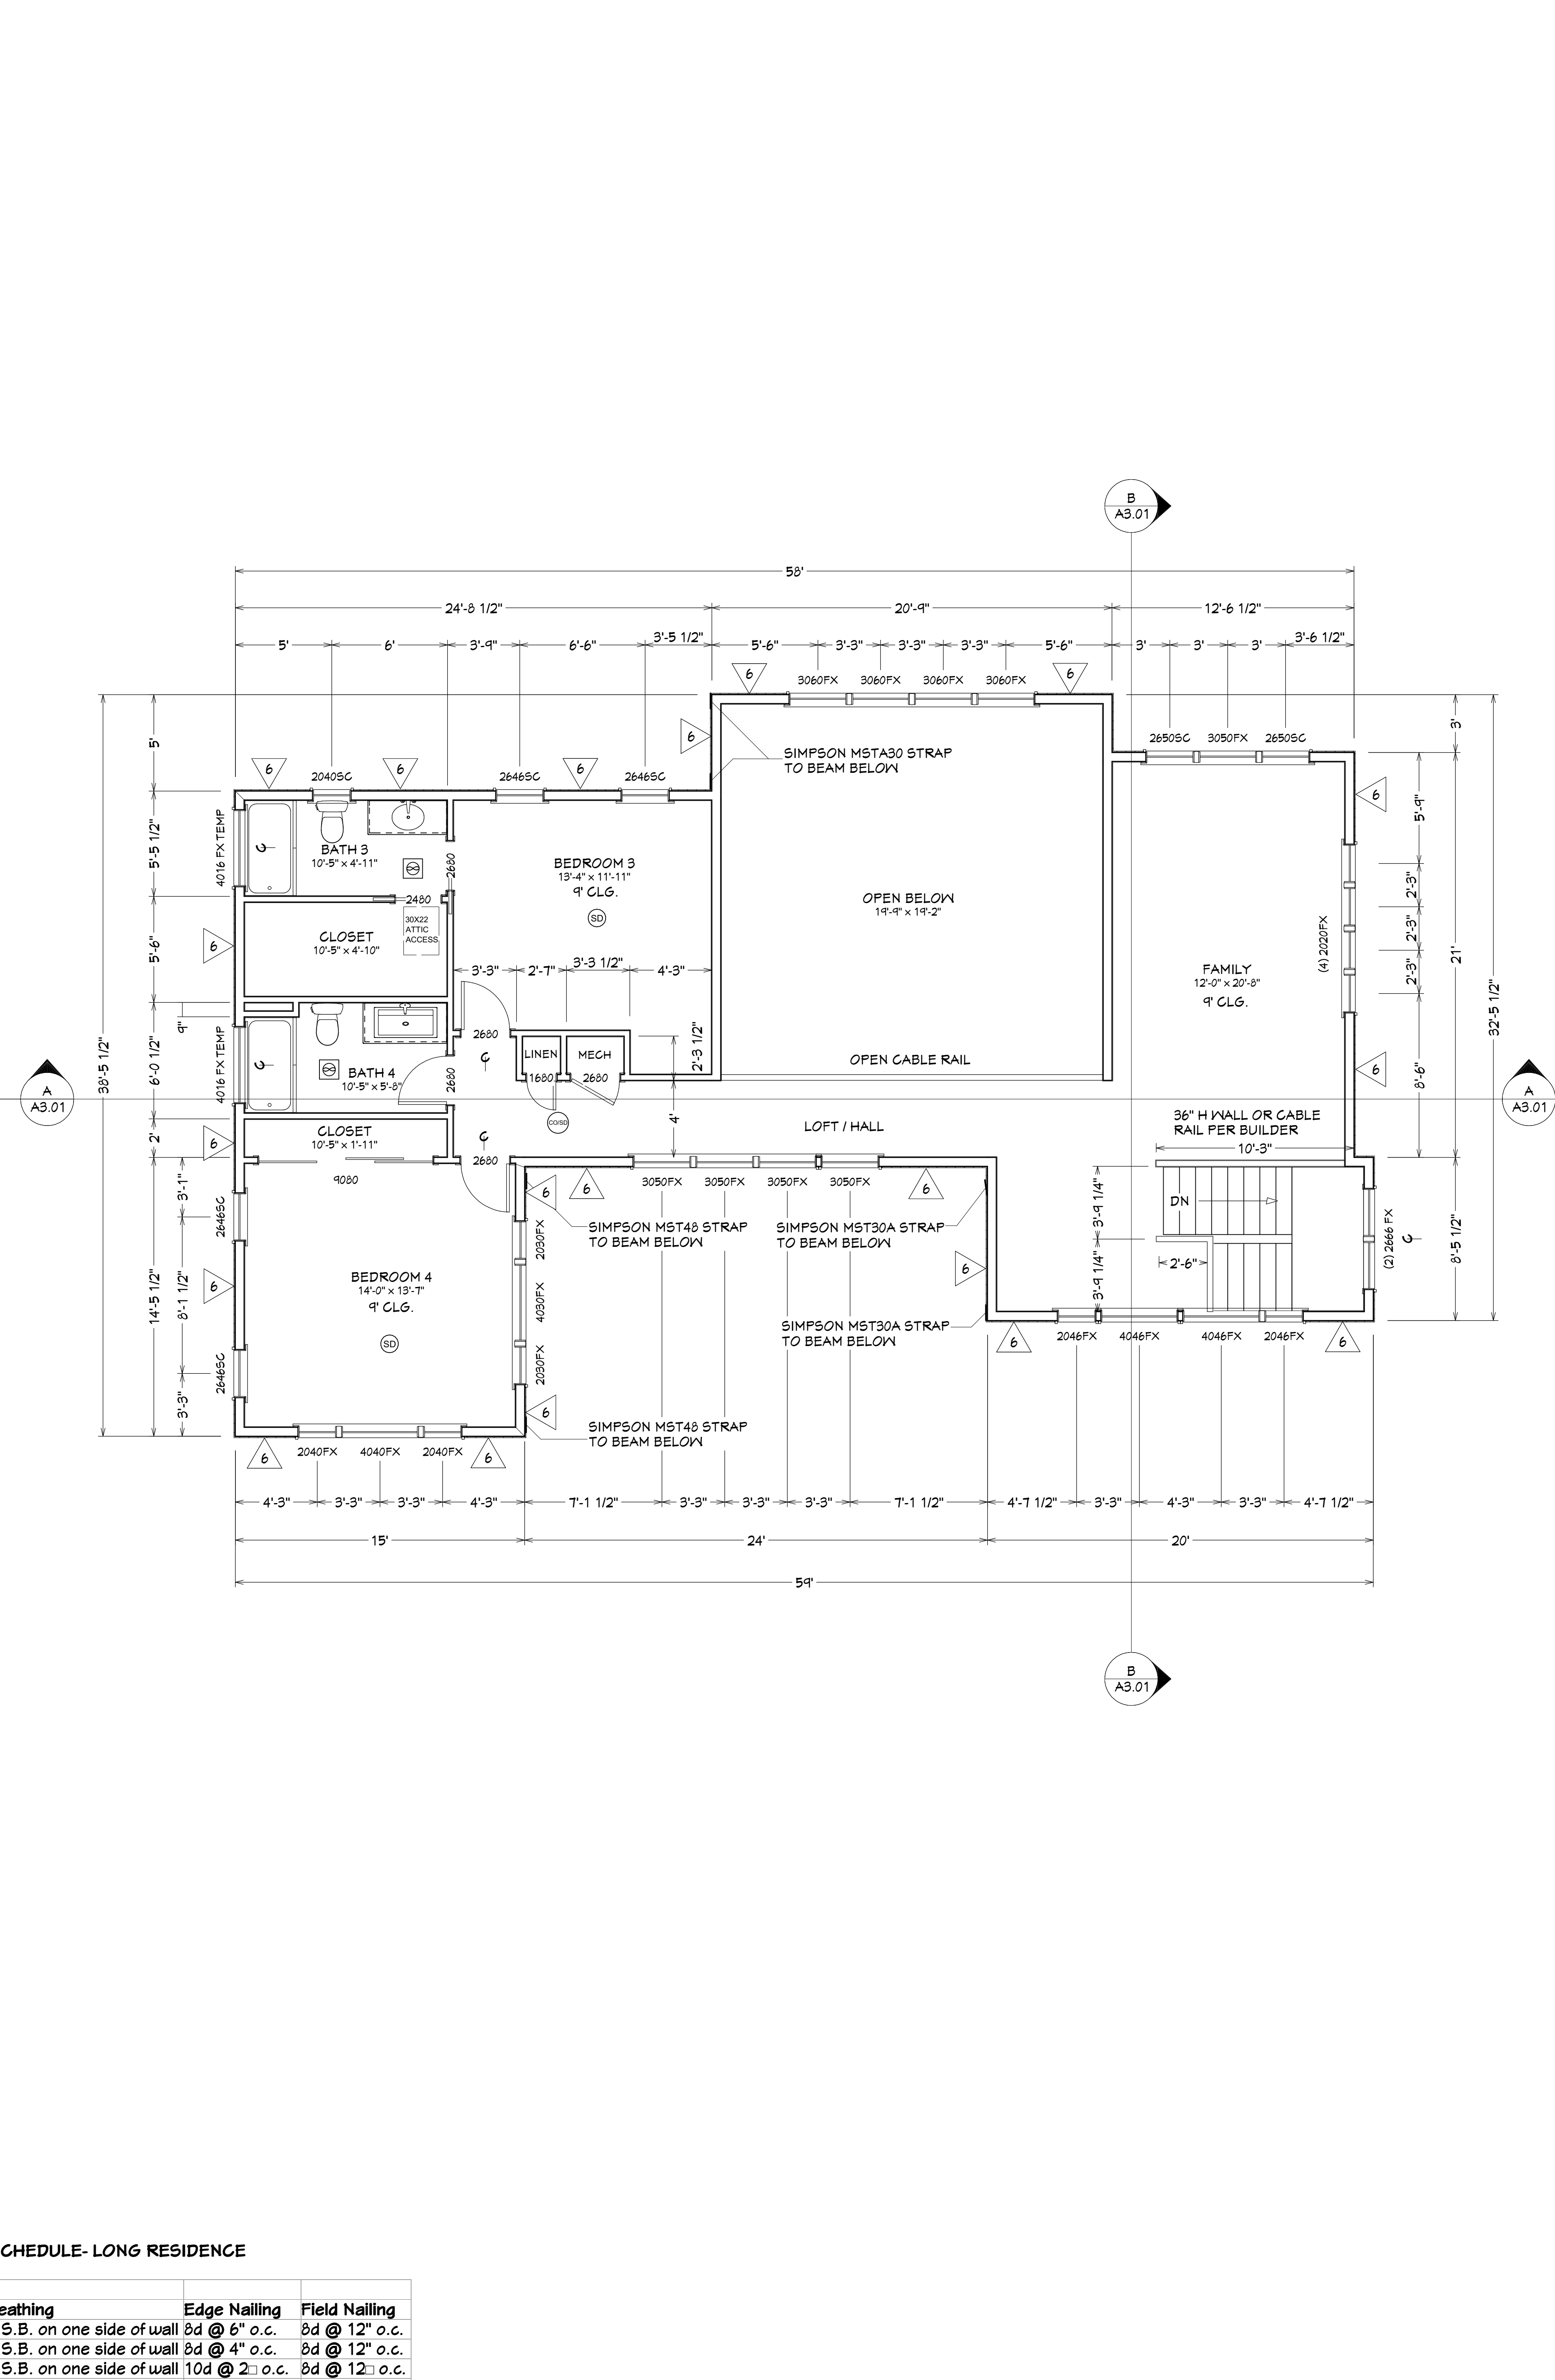 B
A3.01
58'
24'-8 1/2"
20'-9"
12'-6 1/2"
5'
6'
3'-9"
6'-6"
3'-5 1/2"
5'-6"
3'-3"
3'-3"
3'-3"
5'-6"
3'
3'
3'
3'-6 1/2"
6
6
3060FX
3060FX
3060FX
3060FX
6
2650SC
3050FX
2650SC
3'
5'
SIMPSON MSTA30 STRAP
TO BEAM BELOW
6
6
6
2040SC
2646SC
2646SC
6
5'-9"
4016 FX TEMP
5'-5 1/2"
BATH 3
10'-5" x 4'-11"
2680
BEDROOM 3
13'-4" x 11'-11"
9' CLG.
SD
2480
30X22
ATTIC
ACCESS
OPEN BELOW
19'-9" x 19'-2"
2'-3"
2'-3"
2'-3"
(4) 2020FX
21'
32'-5 1/2"
6
5'-6"
CLOSET
10'-5" x 4'-10"
3'-3"
2'-7"
3'-3 1/2"
4'-3"
FAMILY
12'-0" x 20'-8"
9' CLG.
9"
38'-5 1/2"
6'-0 1/2"
4016 FX TEMP
2680
C
LINEN
MECH
2'-3 1/2"
OPEN CABLE RAIL
6
8'-6"
BATH 4
10'-5" x 5'-8"
2680
1680
2680
A
A3.01
A
A3.01
CO/SD
4'
LOFT / HALL
36" H WALL OR CABLE
RAIL PER BUILDER
10'-3"
2'
6
CLOSET
10'-5" x 1'-11"
C
2680
9080
3'-1"
2646SC
6
6
3050FX
3050FX
3050FX
3050FX
6
DN
3'-9 1/4"
SIMPSON MST48 STRAP
TO BEAM BELOW
SIMPSON MST30A STRAP
TO BEAM BELOW
2030FX
(2) 2666 FX
C
8'-5 1/2"
14'-5 1/2"
8'-1 1/2"
6
BEDROOM 4
14'-0" x 13'-7"
9' CLG.
SD
4030FX
6
3'-9 1/4"
2'-6"
SIMPSON MST30A STRAP
TO BEAM BELOW
6
2046FX
4046FX
4046FX
2046FX
6
2646SC
2030FX
3'-3"
6
SIMPSON MST48 STRAP
TO BEAM BELOW
6
2040FX
4040FX
2040FX
6
4'-3"
3'-3"
3'-3"
4'-3"
7'-1 1/2"
3'-3"
3'-3"
3'-3"
7'-1 1/2"
4'-7 1/2"
3'-3"
4'-3"
3'-3"
4'-7 1/2"
15'
24'
20'
59'
B
A3.01
CHEDULE- LONG RESIDENCE
eathing Edge Nailing Field Nailing
S.B. on one side of wall 8d @ 6" o.c. 8d @ 12" o.c.
S.B. on one side of wall 8d @ 4" o.c. 8d @ 12" o.c.
S.B. on one side of wall 10d @ 2□ o.c. 8d @ 12□ o.c.